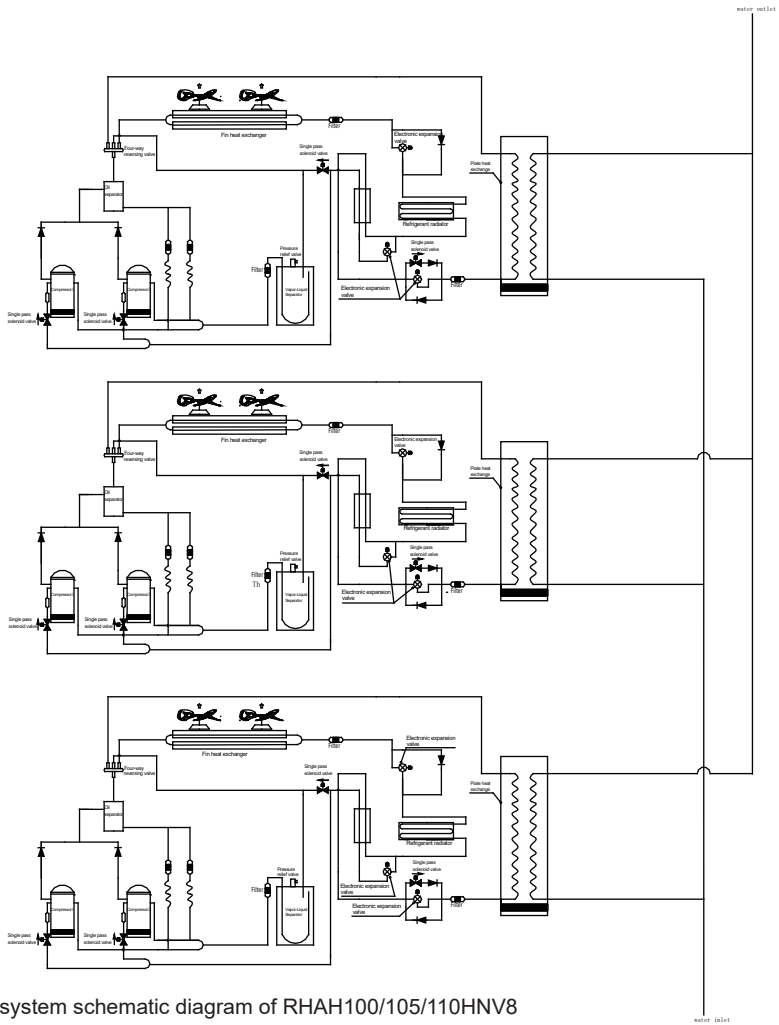 water outlet
Fin heat exchanger
Filter
Electronic expansion
valve
Four-way
reversing valve
Single pass
solenoid valve
Plate heat
exchange
Oil
separator
Refrigerant radiator
Pressure
relief valve
Single pass
solenoid valve
Filter
Compressor
Compressor
Vapor-Liquid
Separator
Electronic expansion
valve
Filter
Single pass
solenoid valve
Single pass
solenoid valve
Fin heat exchanger
Filter
Electronic expansion
valve
Four-way
reversing valve
Single pass
solenoid valve
Plate heat
exchange
Oil
separator
Refrigerant radiator
Pressure
relief valve
Single pass
solenoid valve
Filter
Th
Compressor
Compressor
Vapor-Liquid
Separator
Electronic expansion
valve
Filter
Single pass
solenoid valve
Single pass
solenoid valve
Electronic expansion
valve
Fin heat exchanger
Filter
Four-way
reversing valve
Single pass
solenoid valve
Plate heat
exchange
Oil
separator
Refrigerant radiator
Pressure
relief valve
Single pass
solenoid valve
Filter
Electronic expansion
valve
Compressor
Compressor
Vapor-Liquid
Separator
Electronic expansion
valve
Filter
Single pass
solenoid valve
Single pass
solenoid valve
system schematic diagram of RHAH100/105/110HNV8
water inlet